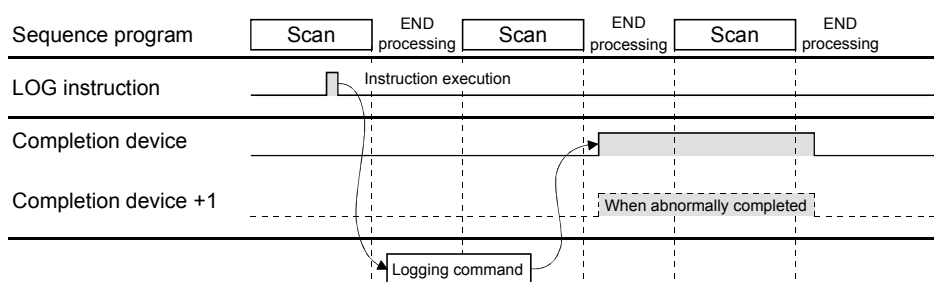 Sequence program
Scan
END
processing
Scan
END
processing
Scan
END
processing
LOG instruction
Instruction execution
Completion device
Completion device +1
When abnormally completed
Logging command